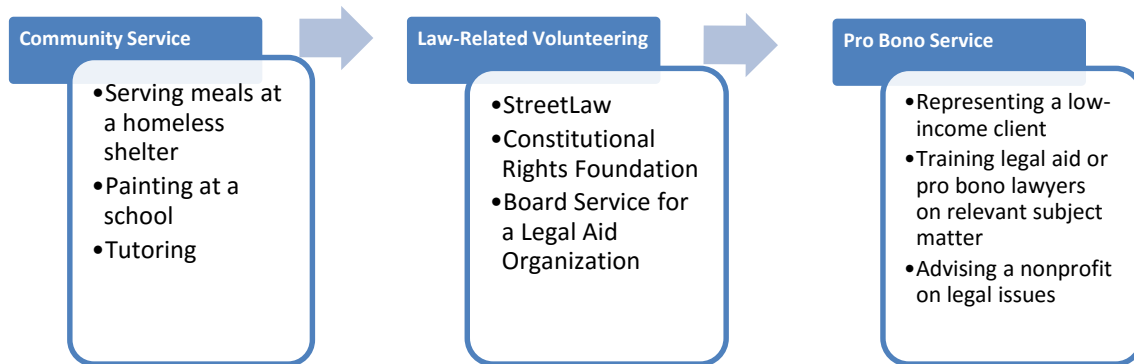 Community Service
•Serving meals at
a homeless
shelter
•Painting at a
school
•Tutoring
Law-Related Volunteering
•StreetLaw
•Constitutional
Rights Foundation
•Board Service for
a Legal Aid
Organization
Pro Bono Service
•Representing a low-
income client
•Training legal aid or
pro bono lawyers
on relevant subject
matter
•Advising a nonprofit
on legal issues